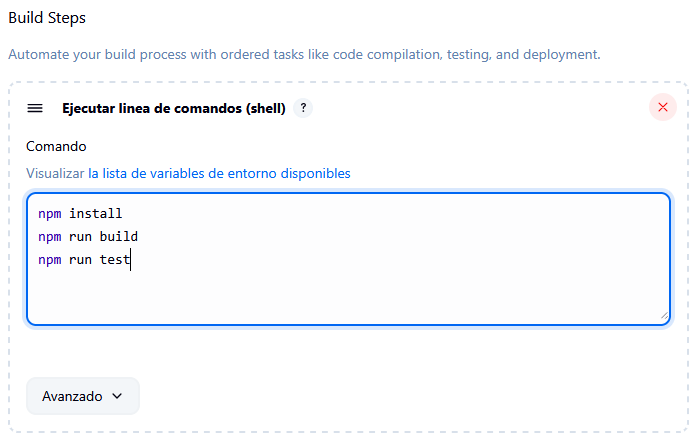 Build Steps
Automate your build process with ordered tasks like code compilation, testing, and deployment.
Ejecutar linea de comandos (shell) ?
Comando
Visualizar la lista de variables de entorno disponibles
npm install
npm run build
npm run test
Avanzado